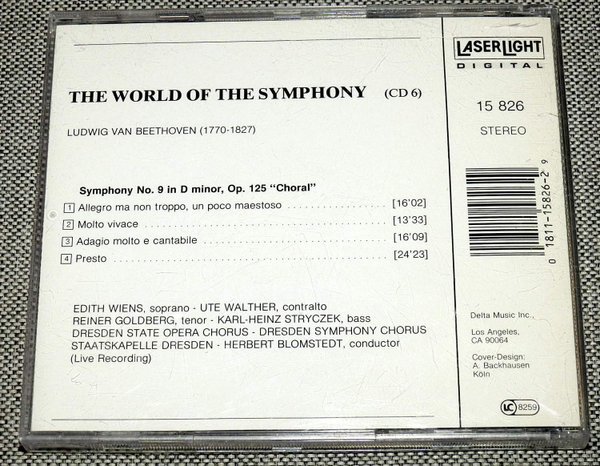 LASERLIGHT
DIGITAL
THE WORLD OF THE SYMPHONY (CD 6)
15 826
STEREO
LUDWIG VAN BEETHOVEN (1770-1827)
Symphony No. 9 in D minor, Op. 125 "Choral"
1 Allegro ma non troppo, un poco maestoso [16'02]
2 Molto vivace [13'33]
3 Adagio molto e cantabile [16'09]
4 Presto [24'23]
0 1811-15826-2 9
EDITH WIENS, soprano · UTE WALTHER, contralto
REINER GOLDBERG, tenor · KARL-HEINZ STRYCZEK, bass
DRESDEN STATE OPERA CHORUS · DRESDEN SYMPHONY CHORUS
STAATSKAPELLE DRESDEN · HERBERT BLOMSTEDT, conductor
(Live Recording)
Delta Music Inc.,
Los Angeles,
CA 90064
Cover-Design:
A. Backhausen
Köln
LC 8259